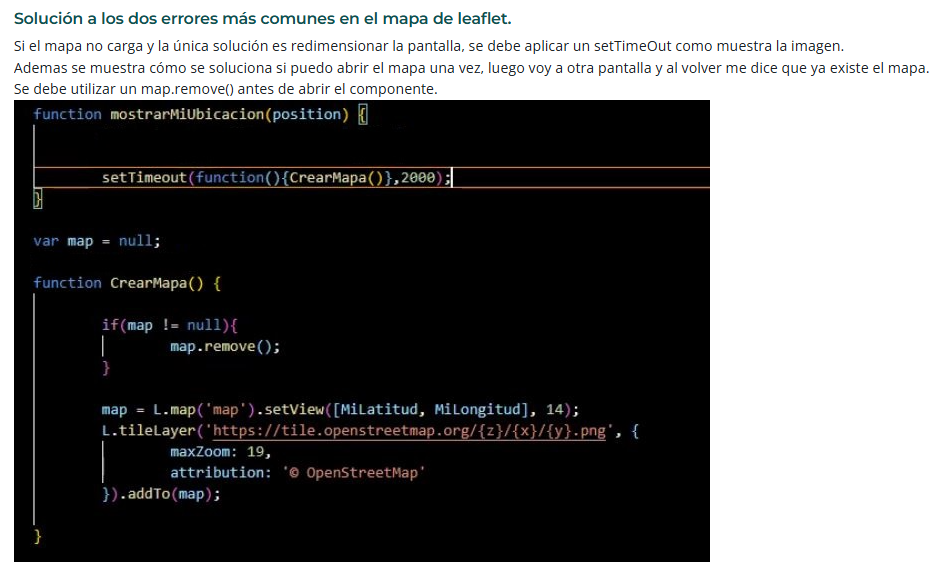 Solución a los dos errores más comunes en el mapa de leaflet.
Si el mapa no carga y la única solución es redimensionar la pantalla, se debe aplicar un setTimeOut como muestra la imagen.
Ademas se muestra cómo se soluciona si puedo abrir el mapa una vez, luego voy a otra pantalla y al volver me dice que ya existe el mapa.
Se debe utilizar un map.remove() antes de abrir el componente.
function mostrarMiUbicacion(position) {
setTimeout(function(){CrearMapa()},2000);
}
var map = null;
function CrearMapa() {
if(map != null){
map.remove();
}
map = L.map('map').setView([MiLatitud, MiLongitud], 14);
L.tileLayer('https://tile.openstreetmap.org/{z}/{x}/{y}.png', {
maxZoom: 19,
attribution: '© OpenStreetMap'
}).addTo(map);
}